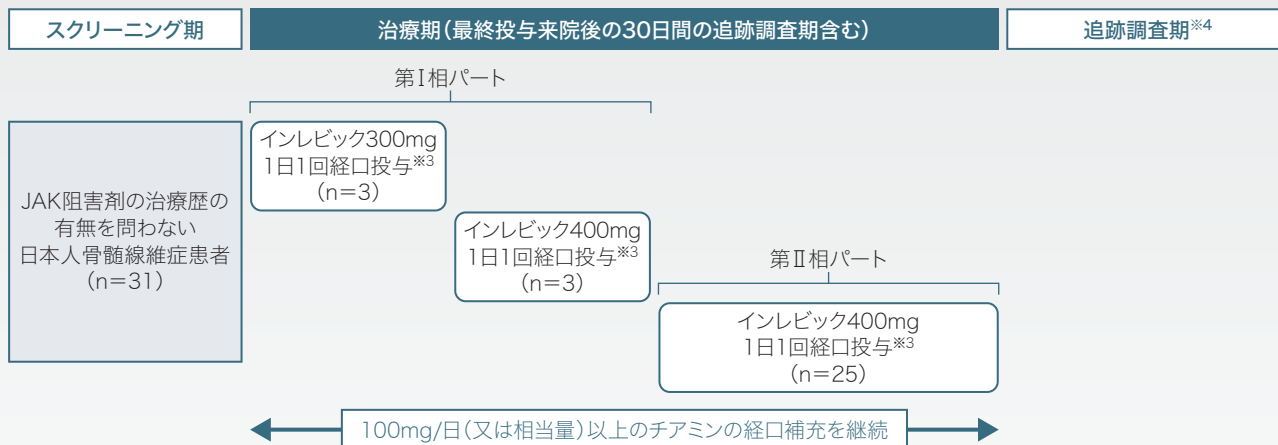 スクリーニング期
治療期(最終投与来院後の30日間の追跡調査期含む)
追跡調査期※4
第Ⅰ相パート
インレビック300mg
1日1回経口投与※3
(n=3)
JAK阻害剤の治療歴の
有無を問わない
日本人骨髄線維症患者
(n=31)
インレビック400mg
1日1回経口投与※3
(n=3)
第Ⅱ相パート
インレビック400mg
1日1回経口投与※3
(n=25)
100mg/日(又は相当量)以上のチアミンの経口補充を継続